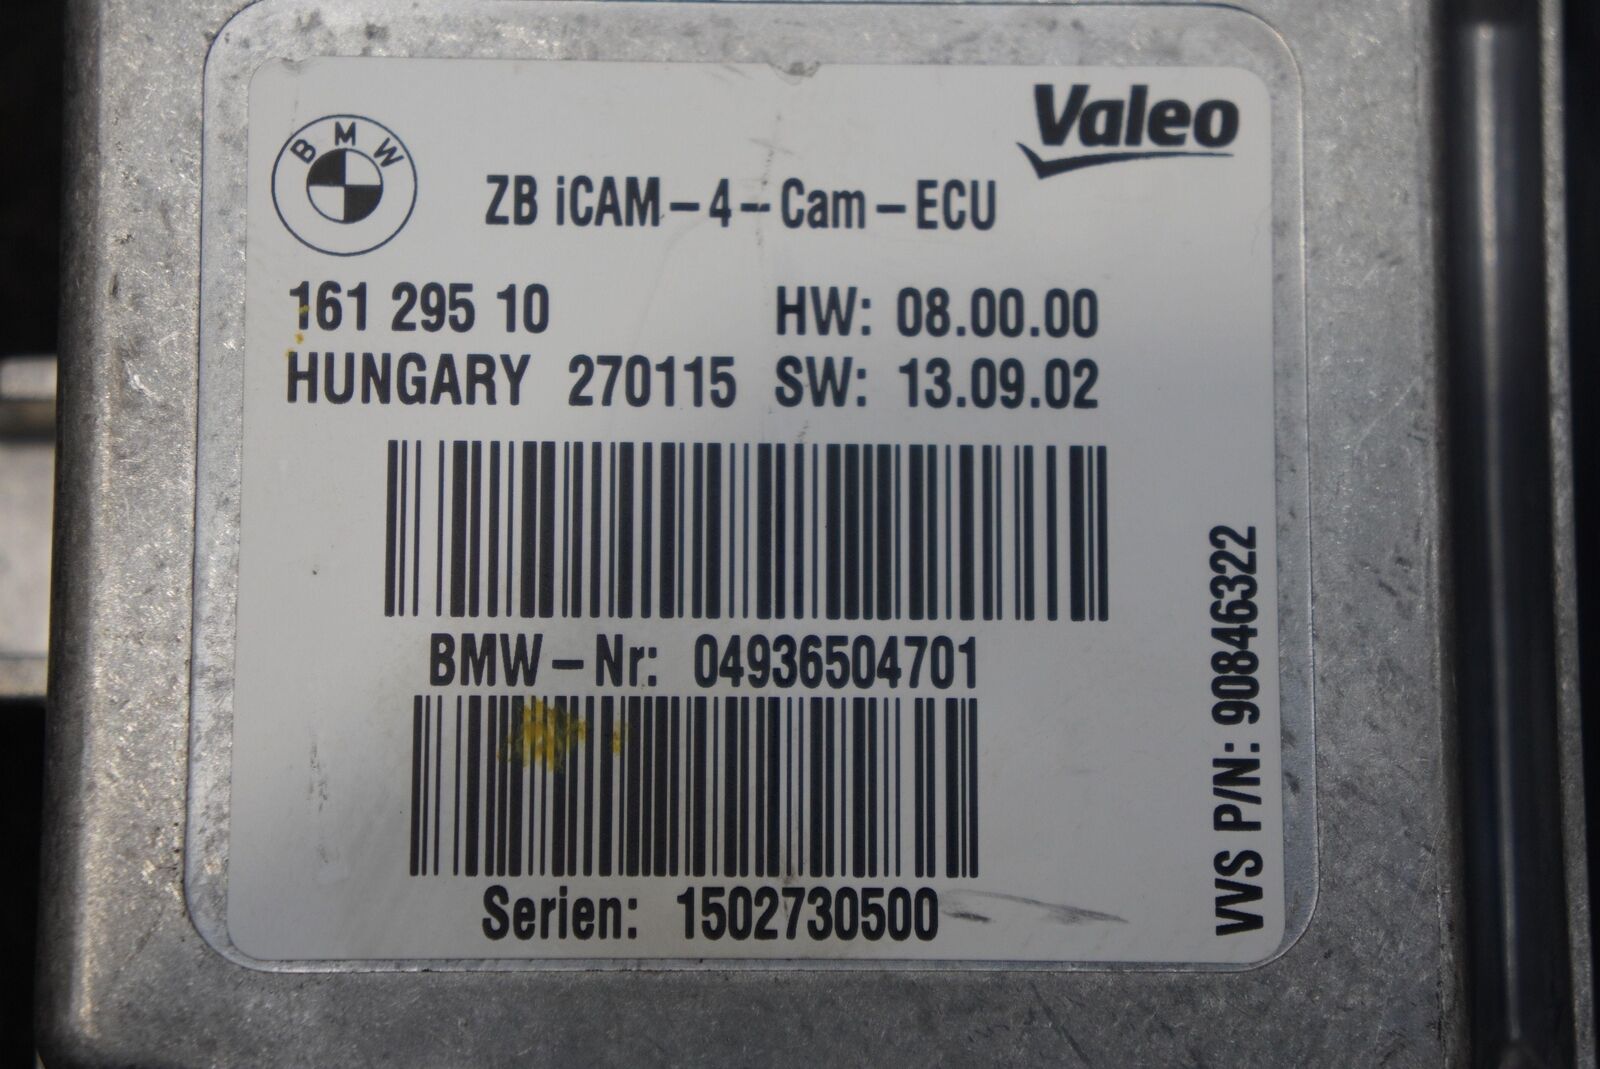 BMW
Valeo
ZB iCAM-4-Cam-ECU
161 295 10 HW: 08.00.00
HUNGARY 270115 SW: 13.09.02
BMW-Nr: 04936504701
Serien: 1502730500
VVS P/N: 90846322